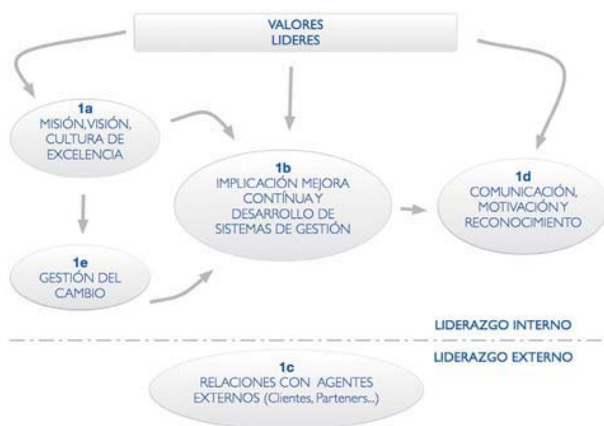 VALORES
LIDERES
1a
MISIÓN, VISIÓN,
CULTURA DE
EXCELENCIA
1b
IMPLICACIÓN MEJORA
CONTÍNUA Y
DESARROLLO DE
SISTEMAS DE GESTIÓN
1d
COMUNICACIÓN,
MOTIVACIÓN Y
RECONOCIMIENTO
1e
GESTIÓN DEL
CAMBIO
LIDERAZGO INTERNO
LIDERAZGO EXTERNO
1c
RELACIONES CON AGENTES
EXTERNOS (Clientes, Parteners...)